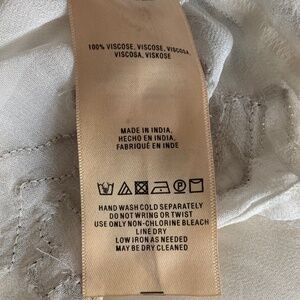 100% VISCOSE, VISCOSE, VISCOSA,
VISCOSA, VISKOSE
MADE IN INDIA,
HECHO EN INDIA,
FABRIQUÉ EN INDE
HAND WASH COLD SEPARATELY
DO NOT WRING OR TWIST
USE ONLY NON-CHLORINE BLEACH
LINE DRY
LOW IRON AS NEEDED
MAY BE DRY CLEANED